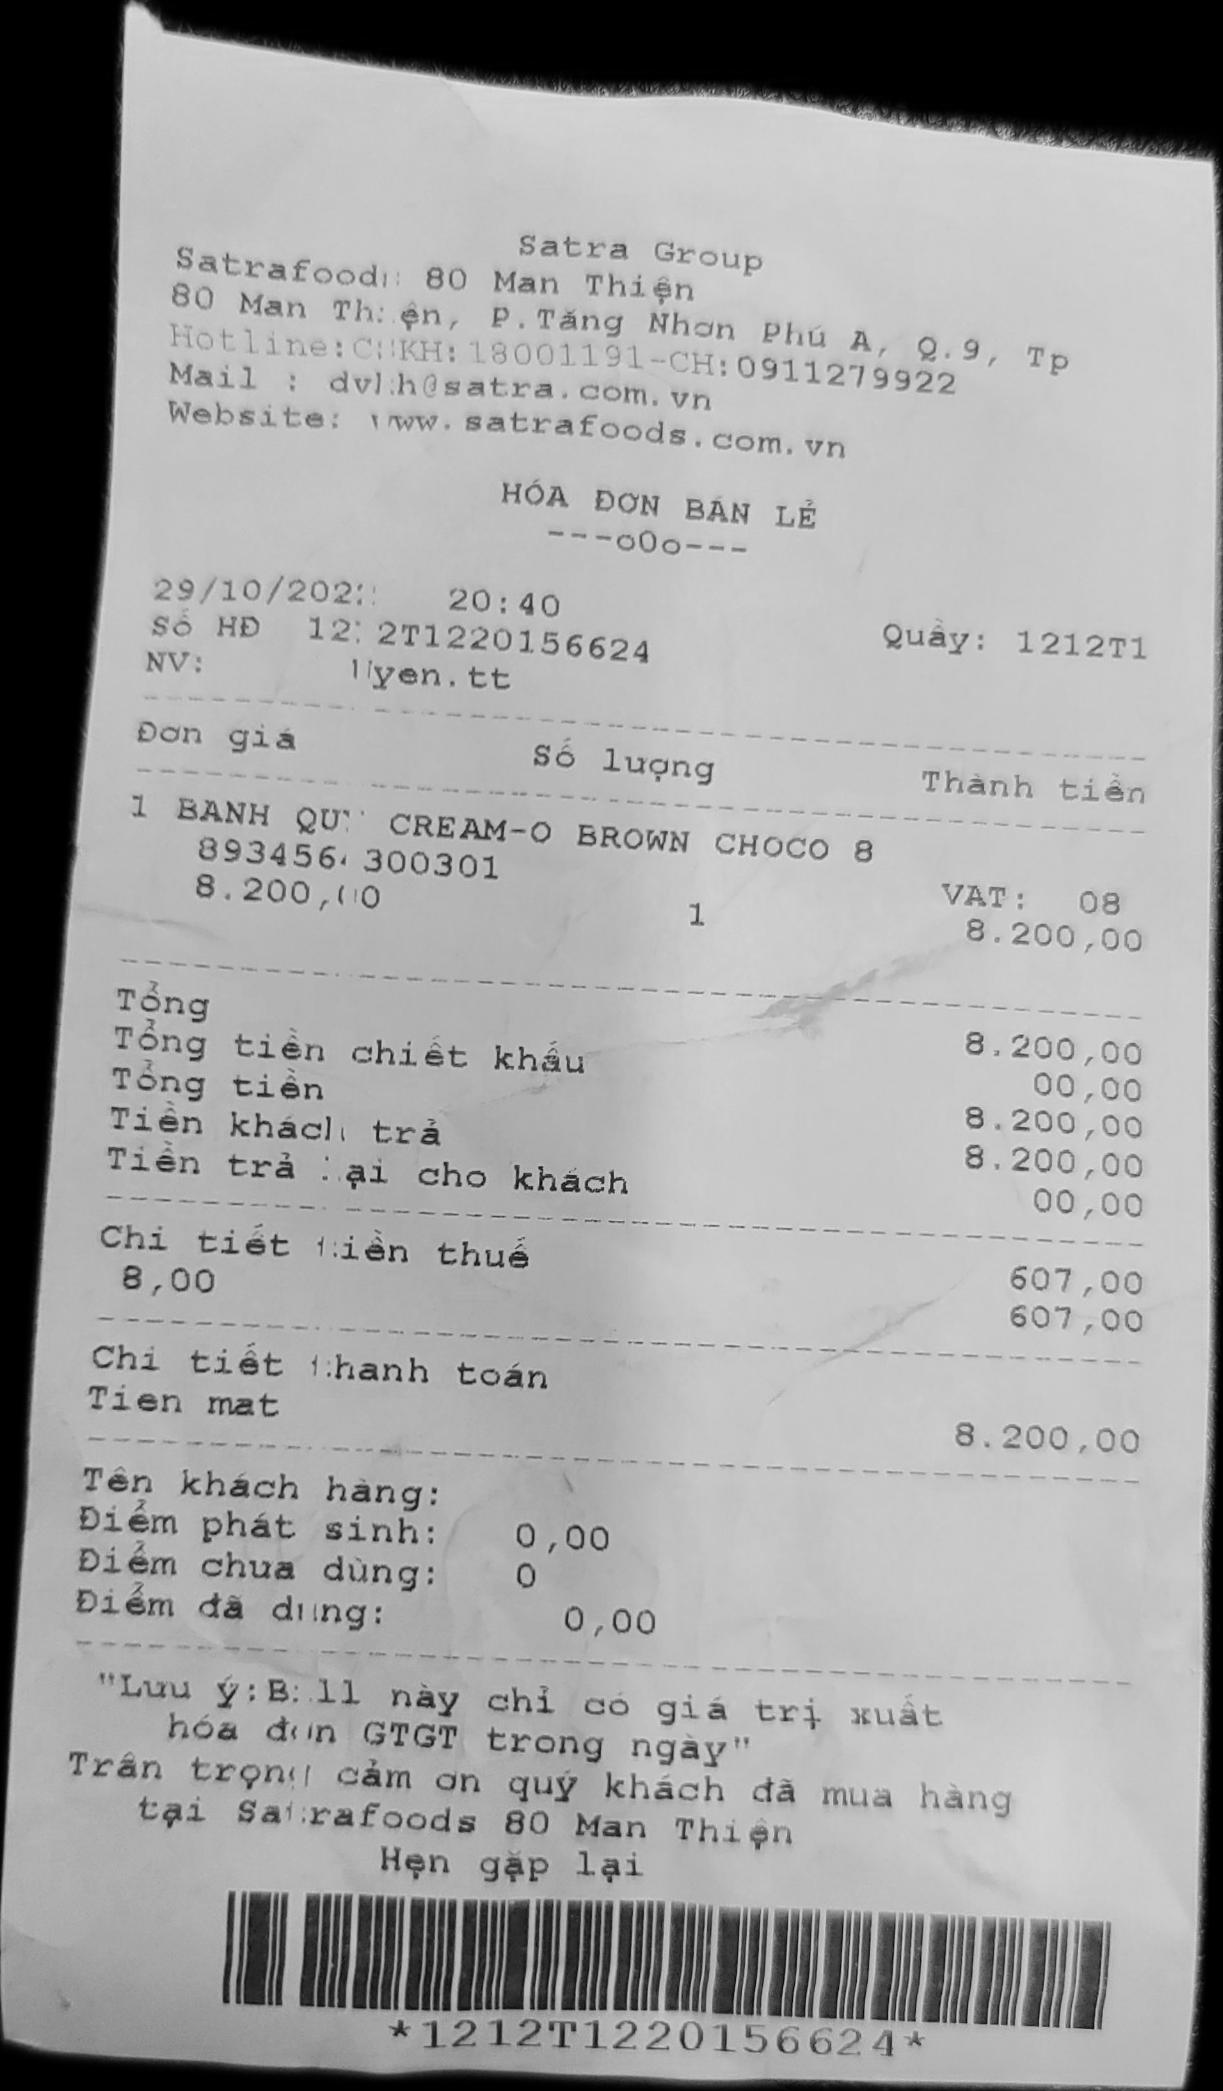 Satra Group
Satrafoods 80 Man Thiện
80 Man Thiện, P.Tăng Nhơn Phú A, Q.9, Tp
Hotline:CSKH:18001191-CH:0911279922
Mail : dvkh@satra.com.vn
Website: www.satrafoods.com.vn
HÓA ĐƠN BÁN LẺ
---oOo---
20:40
Số HĐ 1212T1220156624 Quầy: 1212T1
NV: Uyen.tt
Đơn giá Số lượng Thành tiền
1 BANH QUY CREAM-O BROWN CHOCO 8
300301 VAT: 08
8.200,00 1 8.200,00
Tổng 8.200,00
Tổng tiền chiết khấu 00,00
Tổng tiền 8.200,00
Tiền khách trả 8.200,00
Tiền trả lại cho khách 00,00
Chi tiết tiền thuế 607,00
8,00 607,00
Chi tiết thanh toán
Tien mat 8.200,00
Tên khách hàng:
Điểm phát sinh: 0,00
Điểm chưa dùng: 0
Điểm đã dùng: 0,00
"Lưu ý:Bill này chỉ có giá trị xuất
hóa đơn GTGT trong ngày"
Trân trọng cảm ơn quý khách đã mua hàng
tại Satrafoods 80 Man Thiện
Hẹn gặp lại
*1212T1220156624*